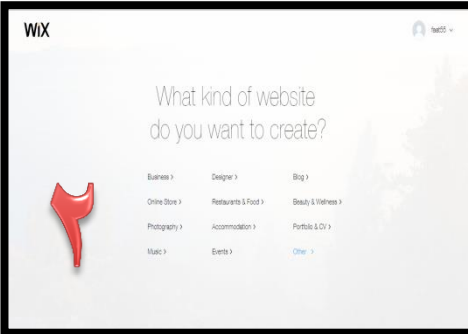 WiX
feat55
What kind of website
do you want to create?
Business > Designer > Blog >
Online Store > Restaurants & Food > Beauty & Wellness >
Photography > Accommodation > Portfolio & CV >
Music > Events > Other >
٢